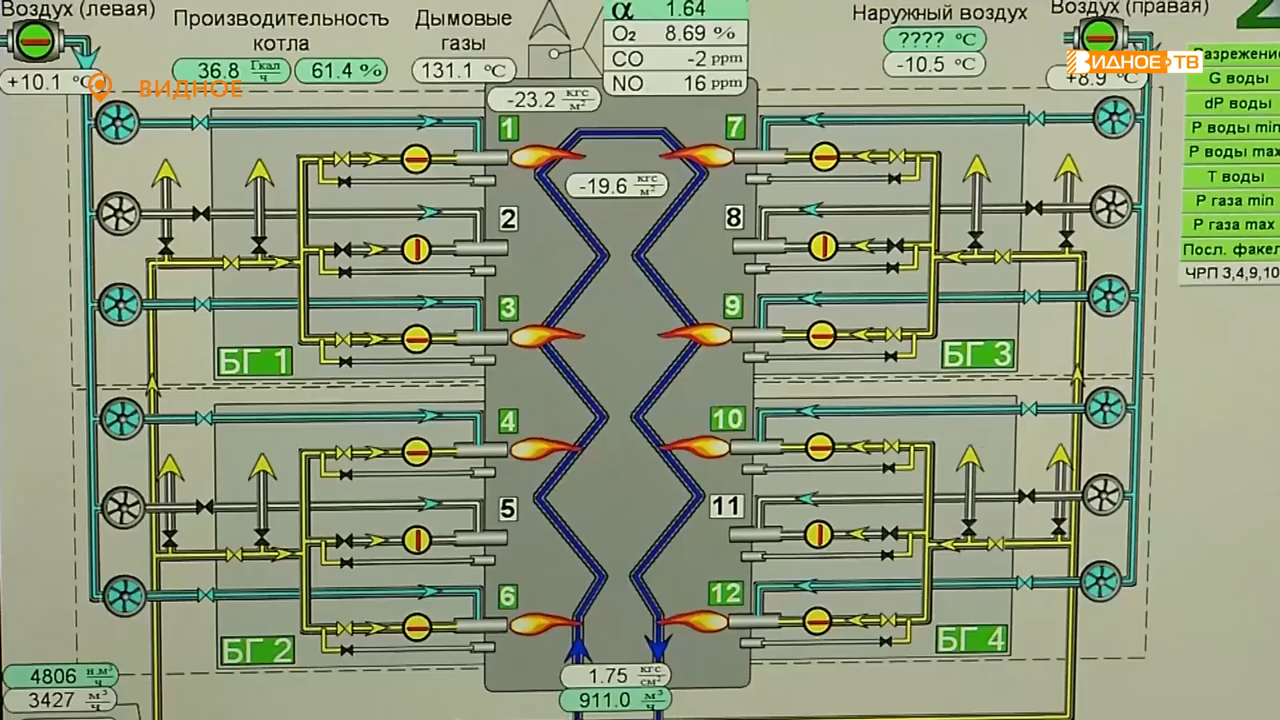 Воздух (левая)
+10.1 °C
ВИДНОЕ
Производительность
котла
36.8 Гкал/ч
61.4 %
Дымовые
газы
131.1 °C
α 1.64
O₂ 8.69 %
CO -2 ppm
NO 16 ppm
Наружный воздух
???? °C
-10.5 °C
Воздух (правая)
+8.9 °C
ВИДНОЕ-ТВ
Разрежение
G воды
dP воды
P воды min
P воды max
T воды
P газа min
P газа max
Посл. факел
ЧРП 3,4,9,10
-23.2 кгс/м²
-19.6 кгс/м²
1
2
3
4
5
6
7
8
9
10
11
12
БГ 1
БГ 2
БГ 3
БГ 4
4806 н.м³/ч
3427 м³/ч
1.75 кгс/см²
911.0 м³/ч